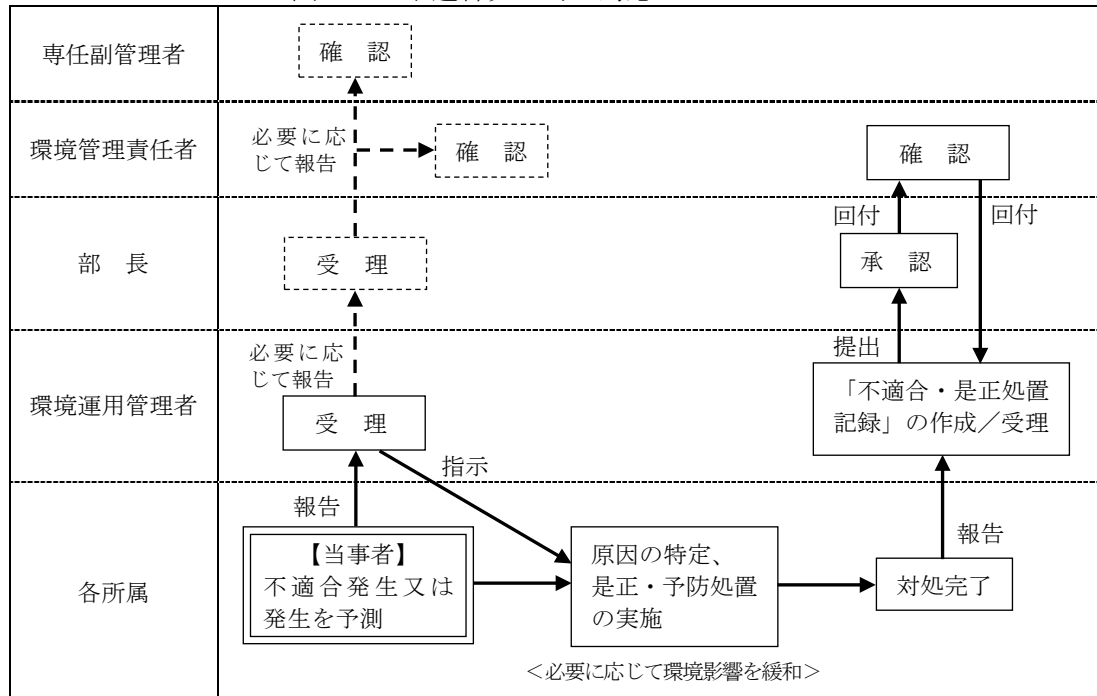 専任副管理者
確 認
環境管理責任者
必要に応
じて報告
確 認
確 認
回付
回付
部 長
受 理
承 認
必要に応
じて報告
提出
環境運用管理者
受 理
「不適合・是正処置
記録」の作成/受理
指示
報告
報告
各所属
【当事者】
不適合発生又は
発生を予測
原因の特定、
是正・予防処置
の実施
対処完了
<必要に応じて環境影響を緩和>